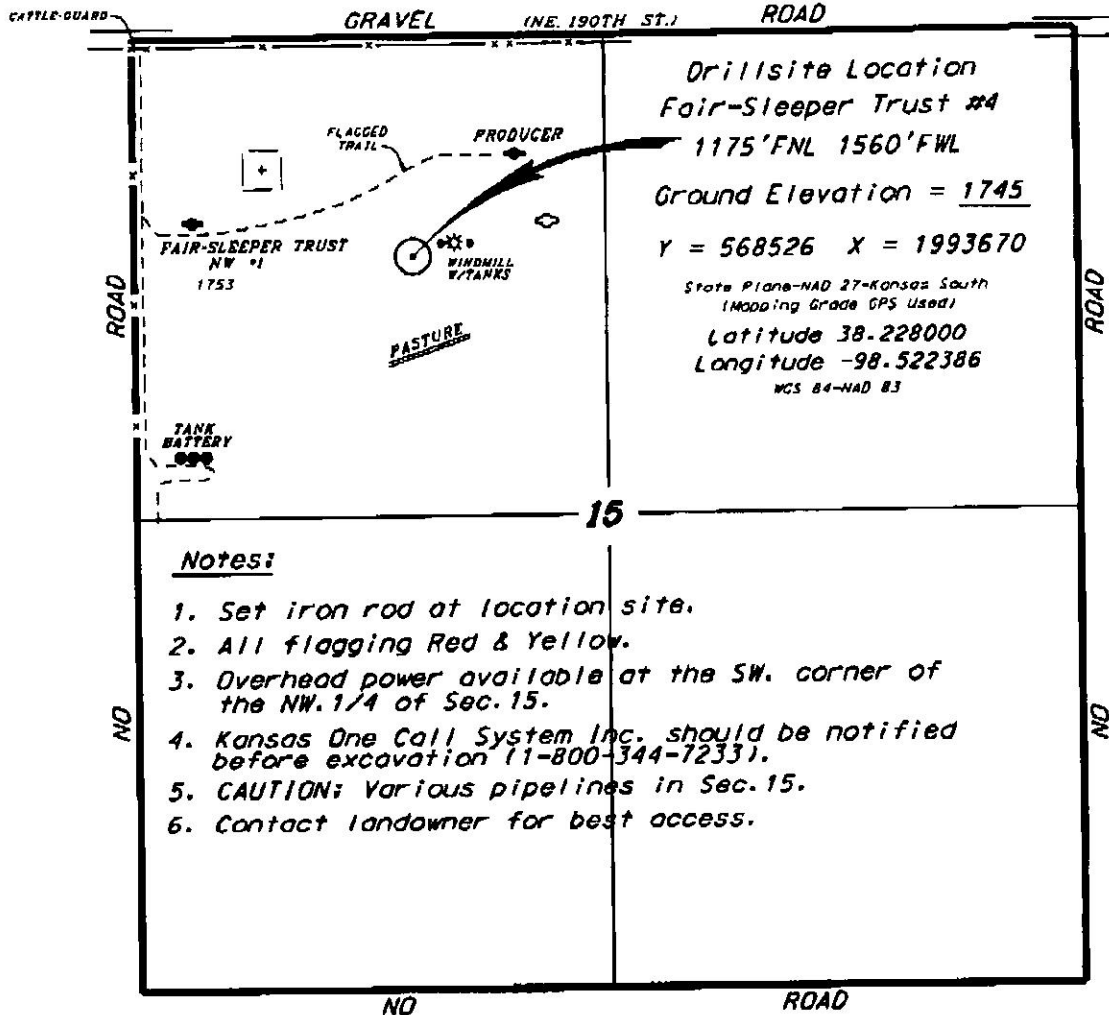 CATTLE-GUARD
GRAVEL (NE. 190TH ST.) ROAD
Drillsite Location
Fair-Sleeper Trust #4
1175'FNL 1560'FWL
Ground Elevation = 1745
Y = 568526 X = 1993670
State Plane-NAD 27-Kansas South
(Mapping Grade GPS Used)
Latitude 38.228000
Longitude -98.522386
WGS 84-NAD 83
FLAGGED
TRAIL
PRODUCER
FAIR-SLEEPER TRUST
NW #1
1753
WINDMILL
W/TANKS
PASTURE
TANK
BATTERY
ROAD
NO
ROAD
NO
15
Notes:
1. Set iron rod at location site.
2. All flagging Red & Yellow.
3. Overhead power available at the SW. corner of
the NW. 1/4 of Sec. 15.
4. Kansas One Call System Inc. should be notified
before excavation (1-800-344-7233).
5. CAUTION: Various pipelines in Sec. 15.
6. Contact landowner for best access.
NO ROAD